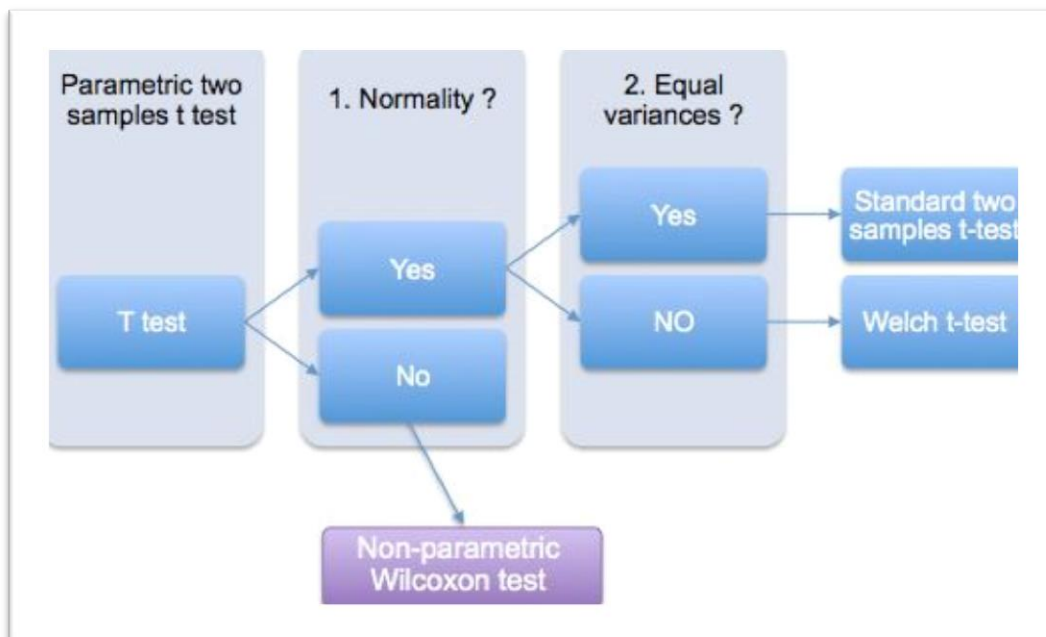 Parametric two
samples t test
1. Normality ?
2. Equal
variances ?
T test
Yes
No
Yes
NO
Standard two
samples t-test
Welch t-test
Non-parametric
Wilcoxon test